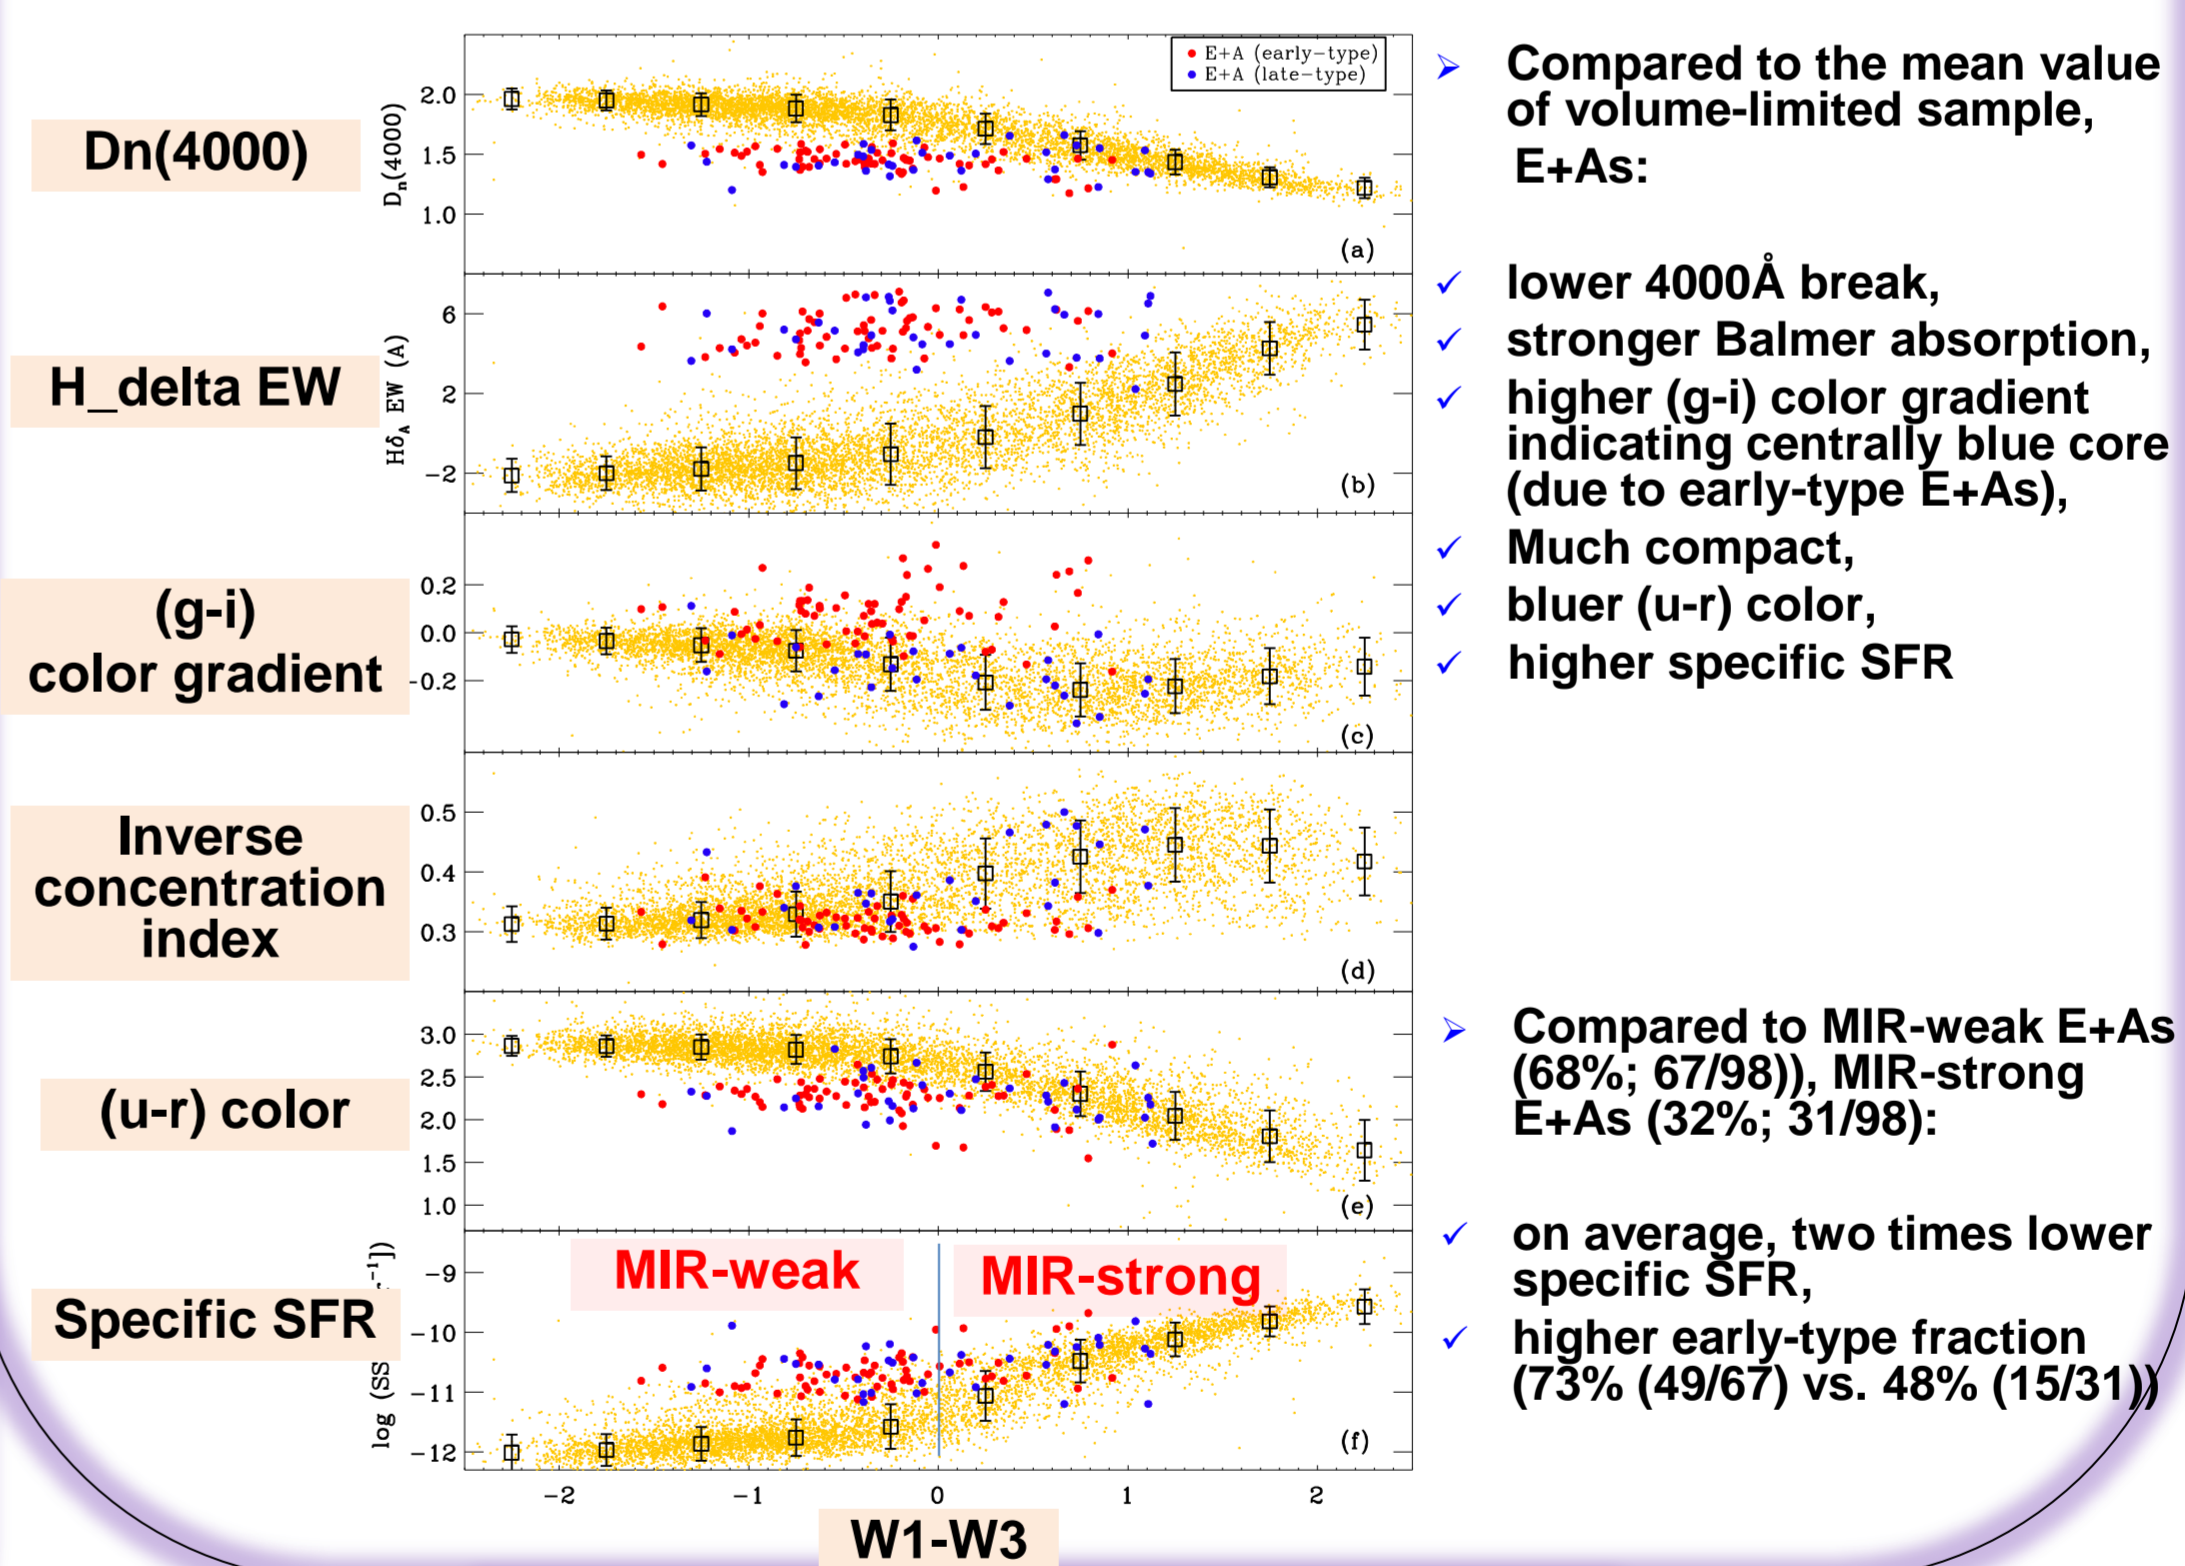 E+A (early-type)
E+A (late-type)
Dn(4000)
Dn(4000)
2.0
1.5
1.0
(a)
H_delta EW
HδA EW (A)
6
2
-2
(b)
(g-i)
color gradient
0.2
0.0
-0.2
(c)
Inverse
concentration
index
0.5
0.4
0.3
(d)
(u-r) color
3.0
2.5
2.0
1.5
1.0
(e)
Specific SFR
log (SS
r-1])
-9
-10
-11
-12
MIR-weak
MIR-strong
(f)
-2
-1
0
1
2
W1-W3
➢ Compared to the mean value
of volume-limited sample,
E+As:
✓ lower 4000Å break,
✓ stronger Balmer absorption,
✓ higher (g-i) color gradient
indicating centrally blue core
(due to early-type E+As),
✓ Much compact,
✓ bluer (u-r) color,
✓ higher specific SFR
➢ Compared to MIR-weak E+As
(68%; 67/98)), MIR-strong
E+As (32%; 31/98):
✓ on average, two times lower
specific SFR,
✓ higher early-type fraction
(73% (49/67) vs. 48% (15/31))